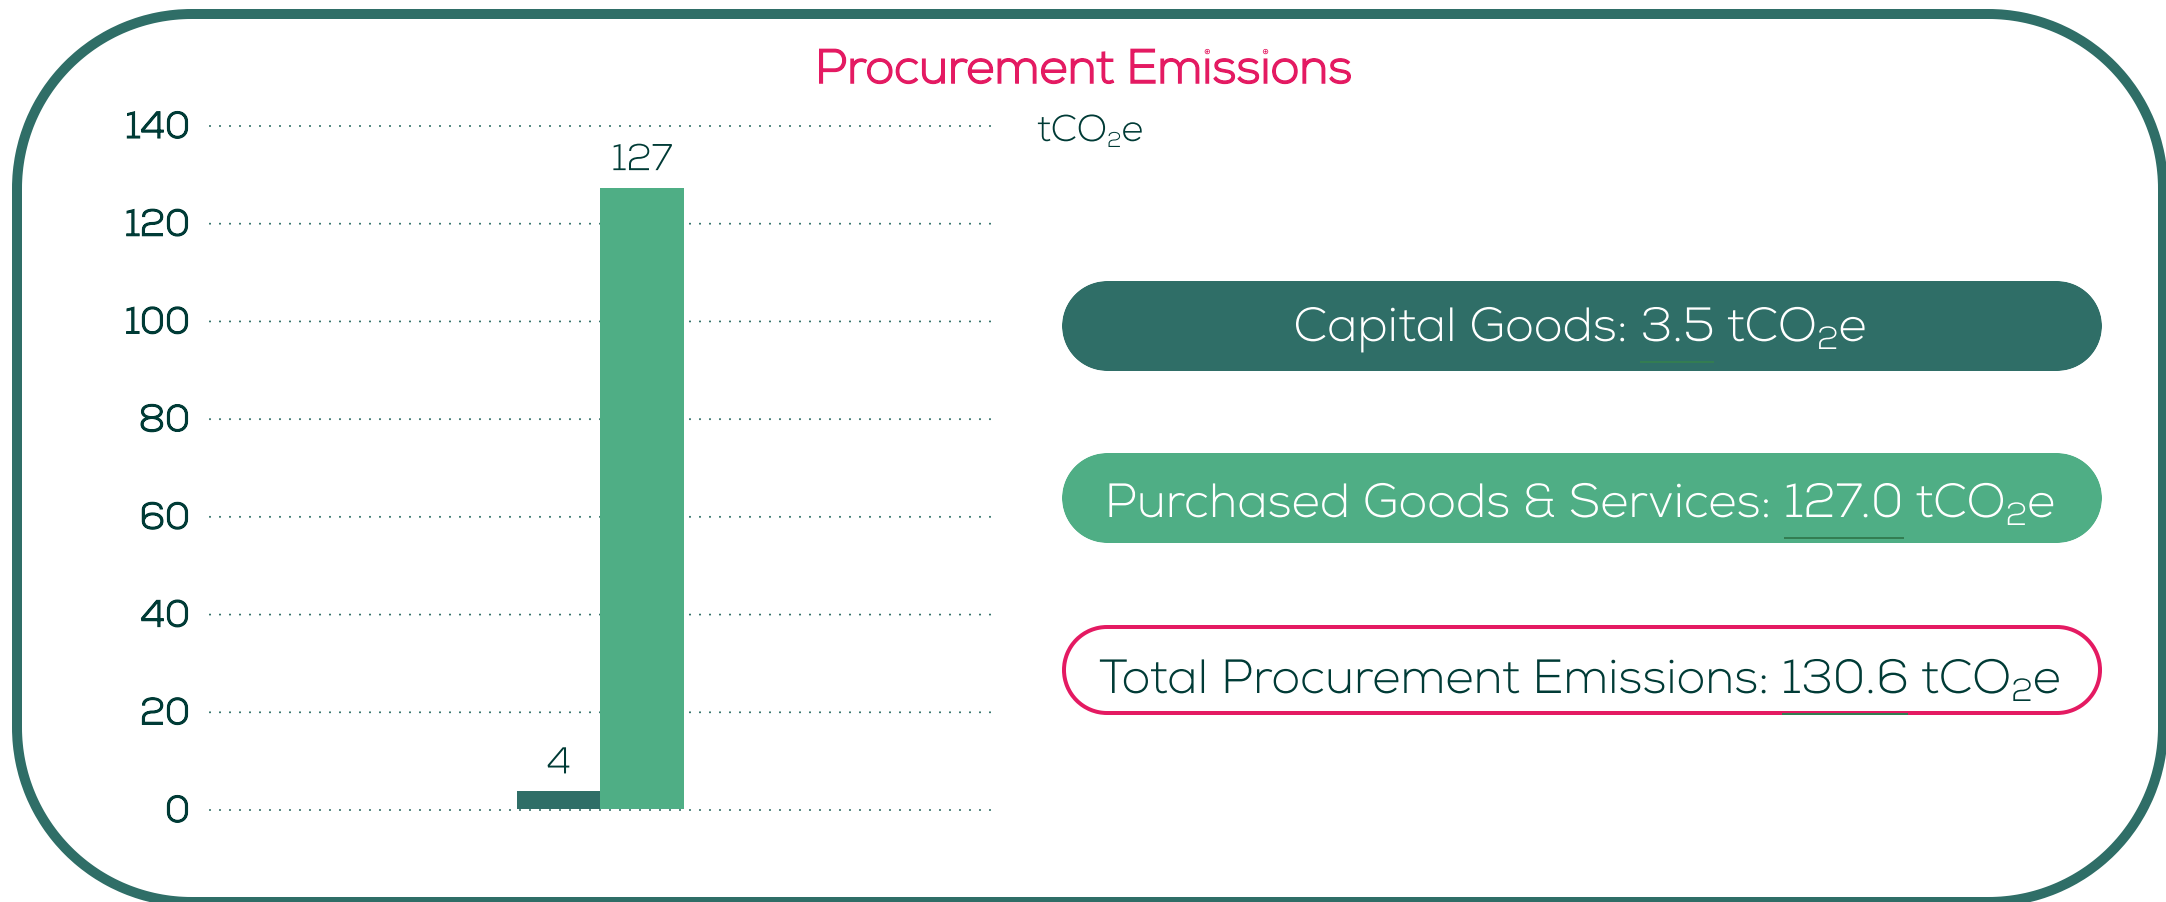 Procurement Emissions
tCO₂e
140
127
120
100
80
60
40
20
4
0
Capital Goods: 3.5 tCO₂e
Purchased Goods & Services: 127.0 tCO₂e
Total Procurement Emissions: 130.6 tCO₂e